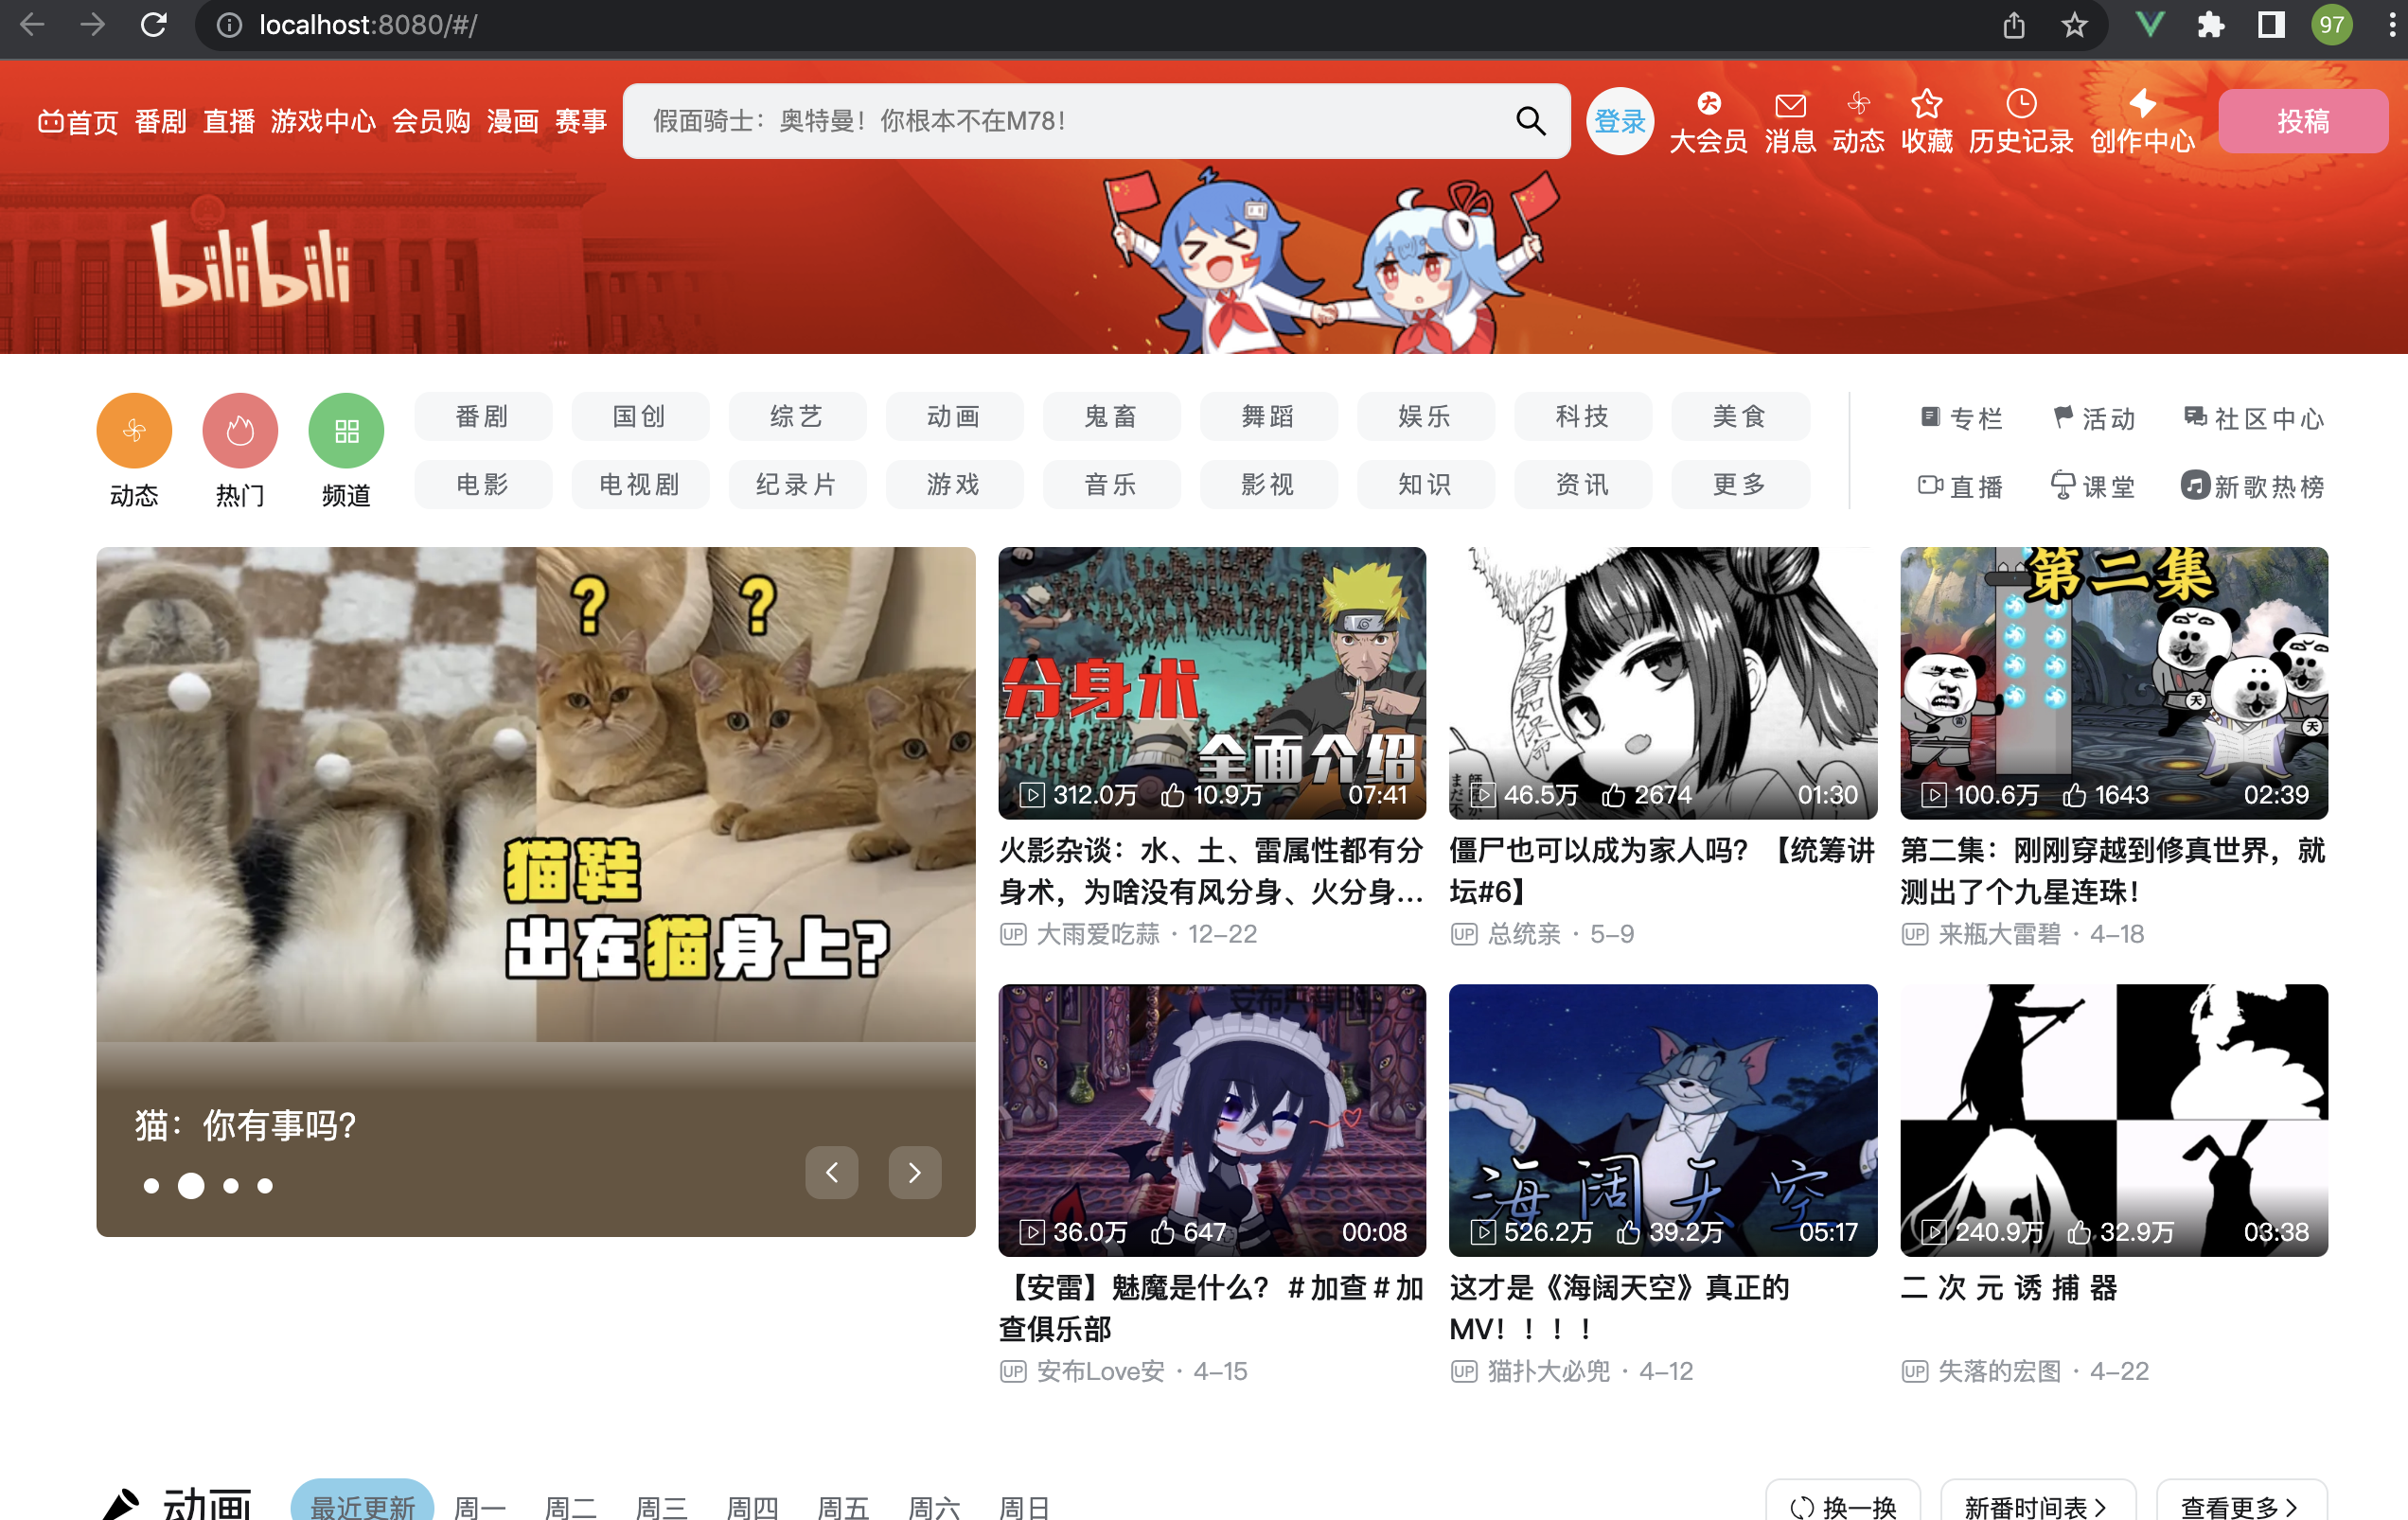 localhost:8080/#/
97
首页 番剧 直播 游戏中心 会员购 漫画 赛事
假面骑士：奥特曼！你根本不在M78！
登录
大会员 消息 动态 收藏 历史记录 创作中心
投稿
bilibili
动态 热门 频道
番剧 国创 综艺 动画 鬼畜 舞蹈 娱乐 科技 美食
电影 电视剧 纪录片 游戏 音乐 影视 知识 资讯 更多
专栏 活动 社区中心
直播 课堂 新歌热榜
? ?
猫鞋
出在猫身上?
猫：你有事吗?
分身术
全面介绍
312.0万 10.9万 07:41
火影杂谈：水、土、雷属性都有分
身术，为啥没有风分身、火分身...
UP 大雨爱吃蒜 · 12-22
46.5万 2674 01:30
僵尸也可以成为家人吗？【统筹讲
坛#6】
UP 总统亲 · 5-9
第二集
天
天
100.6万 1643 02:39
第二集：刚刚穿越到修真世界，就
测出了个九星连珠！
UP 来瓶大雷碧 · 4-18
36.0万 647 00:08
【安雷】魅魔是什么？＃加查＃加
查俱乐部
UP 安布Love安 · 4-15
海阔天空
526.2万 39.2万 05:17
这才是《海阔天空》真正的
MV！！！！
UP 猫扑大必兜 · 4-12
240.9万 32.9万 03:38
二 次 元 诱 捕 器
UP 失落的宏图 · 4-22
动画 最近更新 周一 周二 周三 周四 周五 周六 周日
换一换 新番时间表 > 查看更多 >